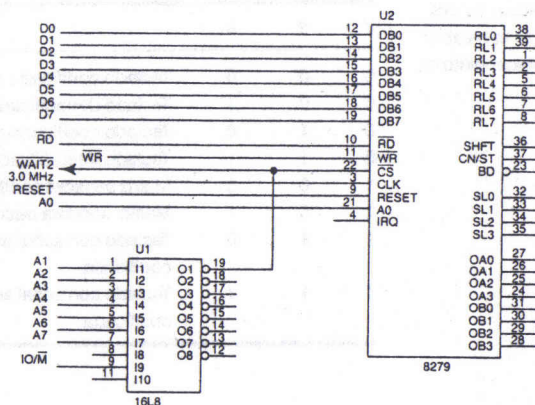 U2
D0 12 DB0 RL0 38
D1 13 DB1 RL1 39
D2 14 DB2 RL2 1
D3 15 DB3 RL3 2
D4 16 DB4 RL4 5
D5 17 DB5 RL5 6
D6 18 DB6 RL6 7
D7 19 DB7 RL7 8
RD 10 RD SHFT 36
WR 11 WR CN/ST 37
WAIT2 22 CS BD 23
3.0 MHz 3 CLK
RESET 9 RESET SL0 32
A0 21 A0 SL1 33
4 IRQ SL2 34
SL3 35
OA0 27
OA1 26
OA2 25
OA3 24
OB0 31
OB1 30
OB2 29
OB3 28
8279
U1
A1 1 I1 O1 19
A2 2 I2 O2 18
A3 3 I3 O3 17
A4 4 I4 O4 16
A5 5 I5 O5 15
A6 6 I6 O6 14
A7 7 I7 O7 13
8 I8 O8 12
IO/M 9 I9
11 I10
16L8